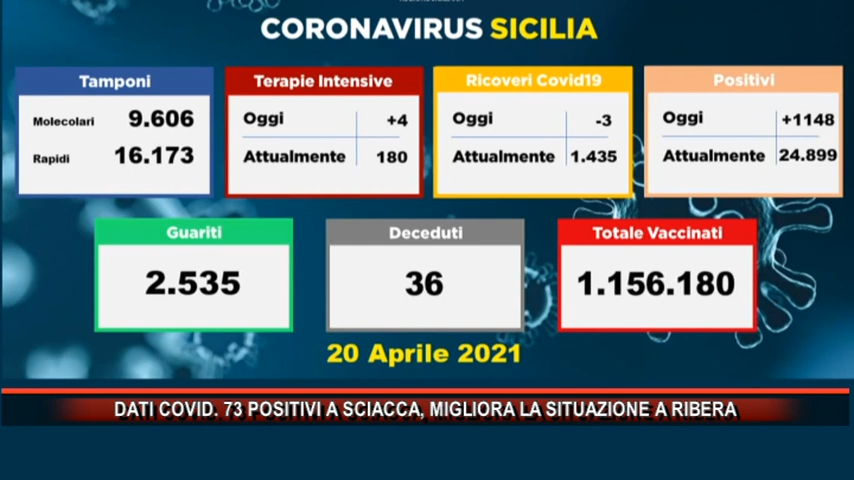 CORONAVIRUS SICILIA
Tamponi
Molecolari 9.606
Rapidi 16.173
Terapie Intensive
Oggi +4
Attualmente 180
Ricoveri Covid19
Oggi -3
Attualmente 1.435
Positivi
Oggi +1148
Attualmente 24.899
Guariti
2.535
Deceduti
36
Totale Vaccinati
1.156.180
20 Aprile 2021
DATI COVID. 73 POSITIVI A SCIACCA, MIGLIORA LA SITUAZIONE A RIBERA